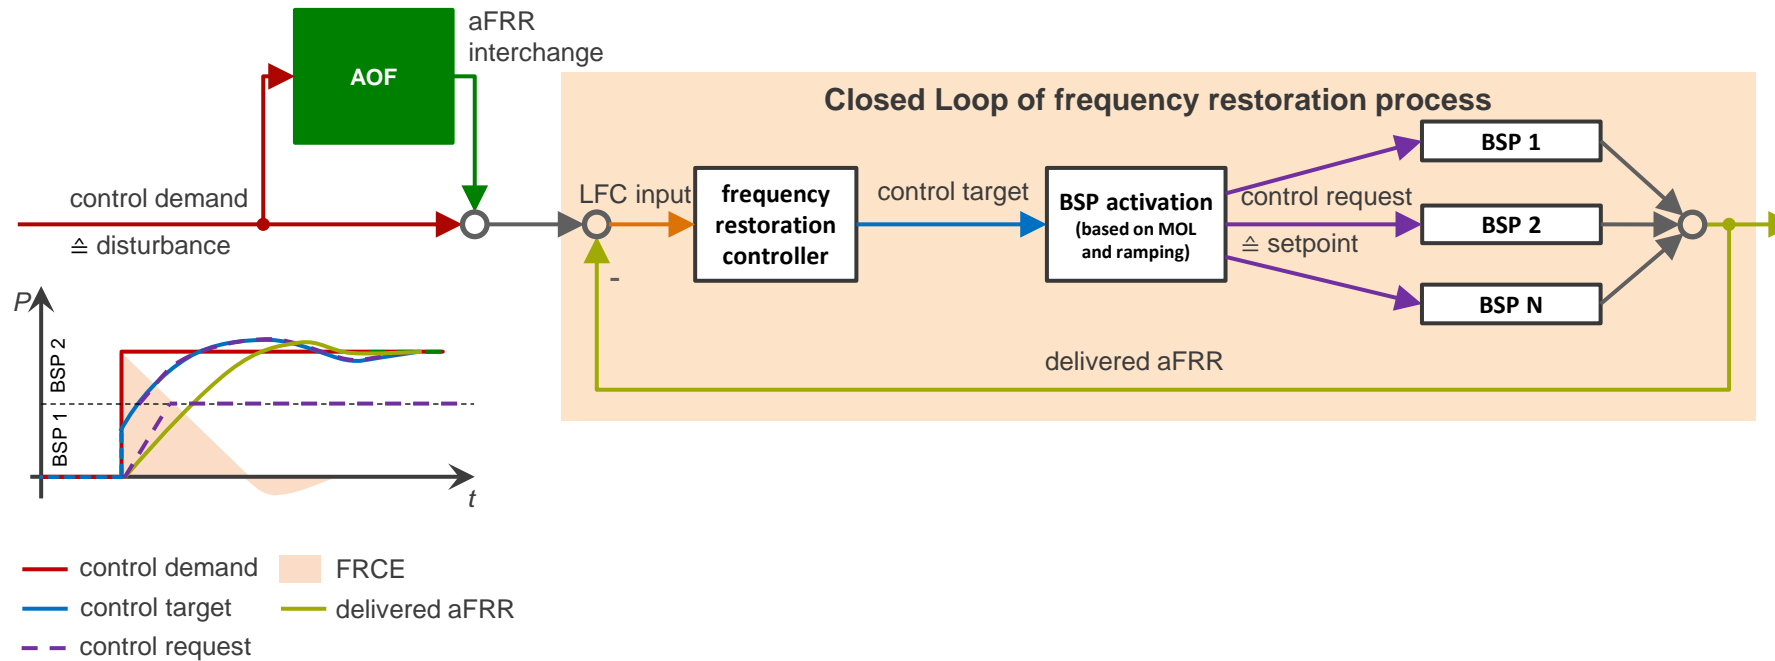 aFRR
interchange
AOF
Closed Loop of frequency restoration process
control demand
≙ disturbance
LFC input
-
frequency
restoration
controller
control target
BSP activation
(based on MOL
and ramping)
control request
≙ setpoint
BSP 1
BSP 2
BSP N
delivered aFRR
P
BSP 2
BSP 1
t
control demand
control target
control request
FRCE
delivered aFRR